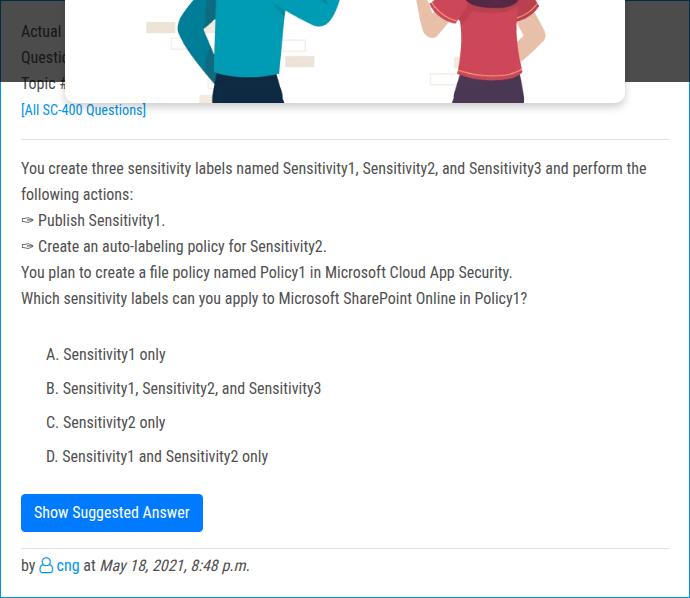 Actual
Questio
Topic #
[All SC-400 Questions]
You create three sensitivity labels named Sensitivity1, Sensitivity2, and Sensitivity3 and perform the
following actions:
✑ Publish Sensitivity1.
✑ Create an auto-labeling policy for Sensitivity2.
You plan to create a file policy named Policy1 in Microsoft Cloud App Security.
Which sensitivity labels can you apply to Microsoft SharePoint Online in Policy1?
A. Sensitivity1 only
B. Sensitivity1, Sensitivity2, and Sensitivity3
C. Sensitivity2 only
D. Sensitivity1 and Sensitivity2 only
Show Suggested Answer
by cng at May 18, 2021, 8:48 p.m.